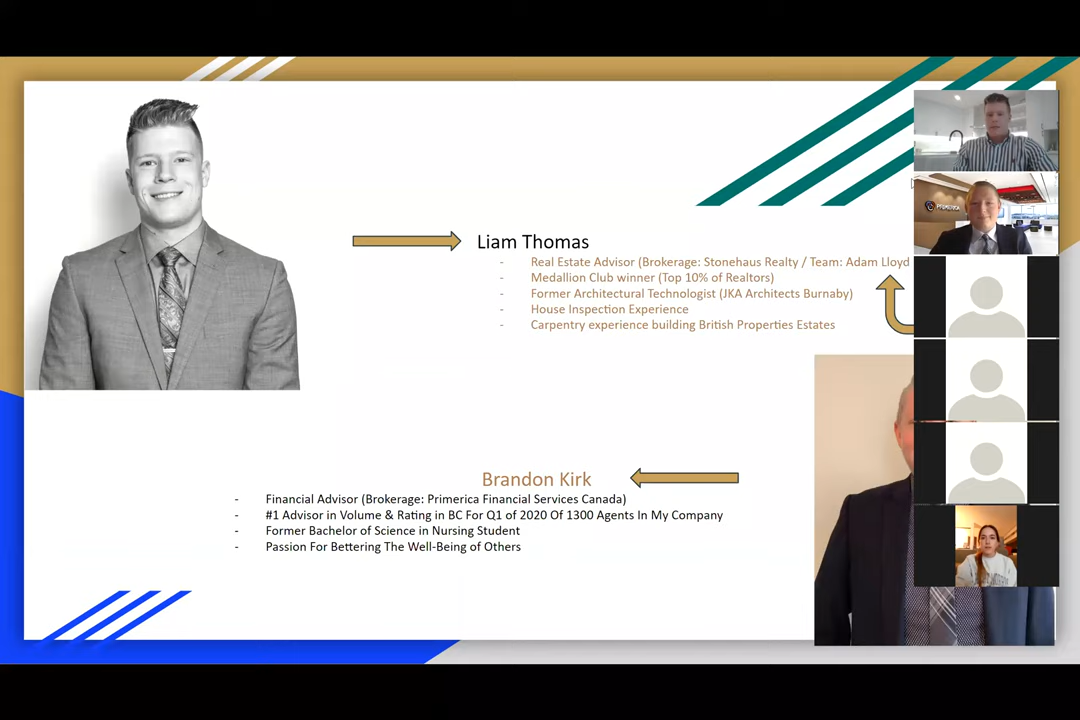 Liam Thomas
- Real Estate Advisor (Brokerage: Stonehaus Realty / Team: Adam Lloyd
- Medallion Club winner (Top 10% of Realtors)
- Former Architectural Technologist (JKA Architects Burnaby)
- House Inspection Experience
- Carpentry experience building British Properties Estates
PRIMERICA
Brandon Kirk
- Financial Advisor (Brokerage: Primerica Financial Services Canada)
- #1 Advisor in Volume & Rating in BC For Q1 of 2020 Of 1300 Agents In My Company
- Former Bachelor of Science in Nursing Student
- Passion For Bettering The Well-Being of Others